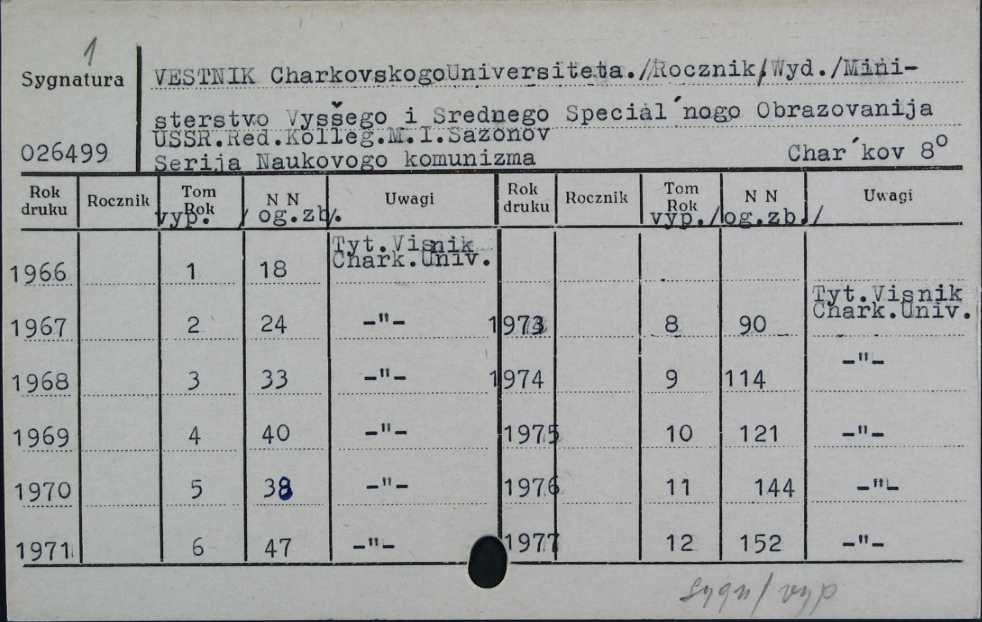 1
Sygnatura
VESTNIK CharkovskogoUniversiteta./Rocznik/.Wyd./Mini-
sterstvo Vysšego i Srednego Special´nogo Obrazovanija
USSR.Red.Kolleg.M.I.Sazonov
026499
Serija Naukovogo komunizma Char´kov 8°
Rok druku Rocznik Tom Rok N N Uwagi Rok druku Rocznik Tom Rok N N Uwagi
vyp. / og.zb/. vyp./og.zb./
Tyt.Visnik
1966 1 18 Chark.Univ.
Tyt.Visnik
Chark.Univ.
1967 2 24 –"– 1973 8 90
1968 3 33 –"– 1974 9 114 –"–
1969 4 40 –"– 1975 10 121 –"–
1970 5 38 –"– 1976 11 144 –"–
1971 6 47 –"– 1977 12 152 –"–
sygn/vyp